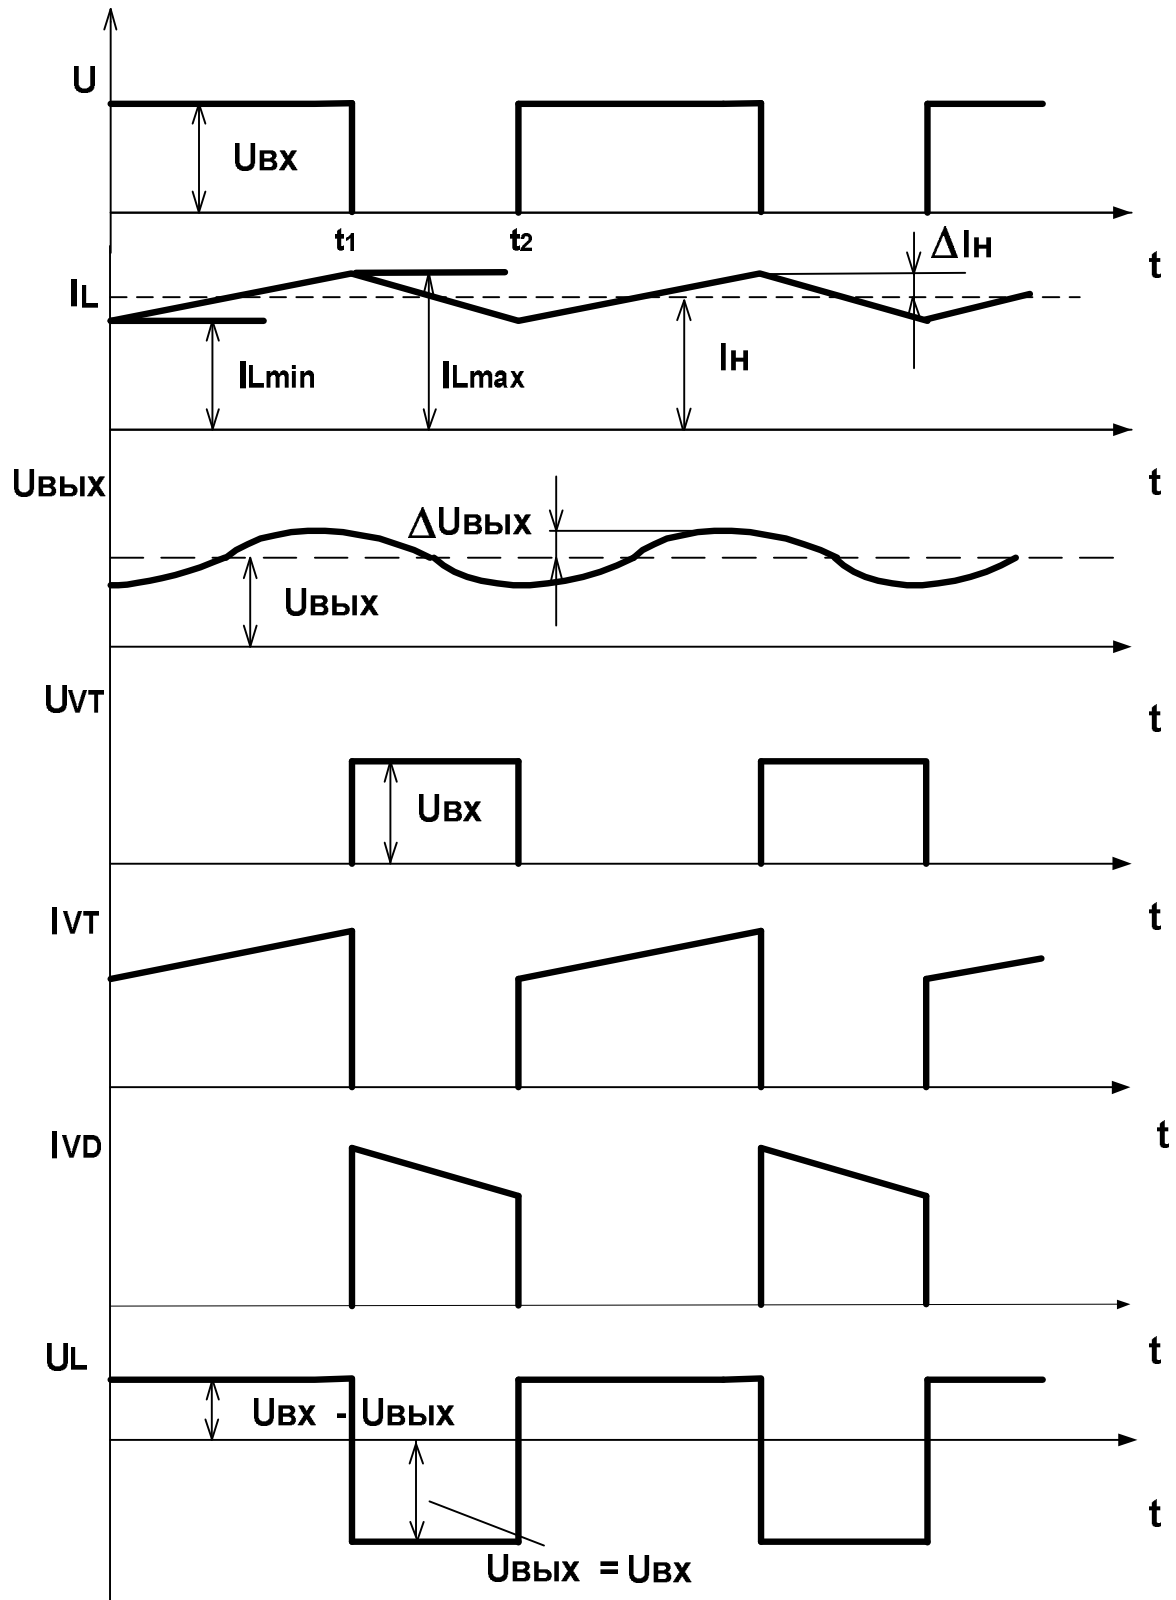 U
Uвх
t1 t2
ΔIн
t
IL
ILmin
ILmax
Iн
Uвых
t
ΔUвых
Uвых
UVT
t
Uвх
IVT
t
IVD
t
UL
t
Uвх - Uвых
t
Uвых = Uвх